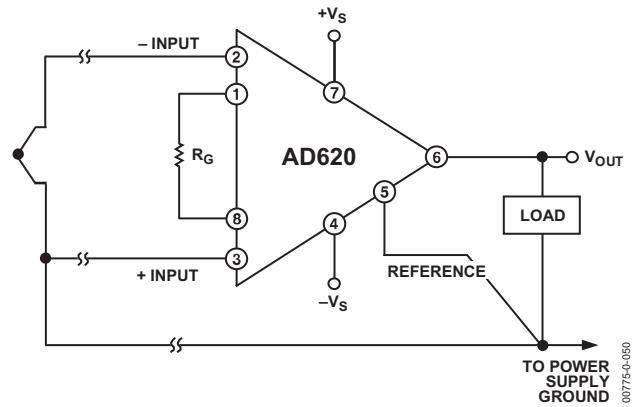 +VS
– INPUT
2
1
7
RG
AD620
6
VOUT
5
8
4
LOAD
3
REFERENCE
+ INPUT
–VS
TO POWER
SUPPLY
GROUND
00775-0-050